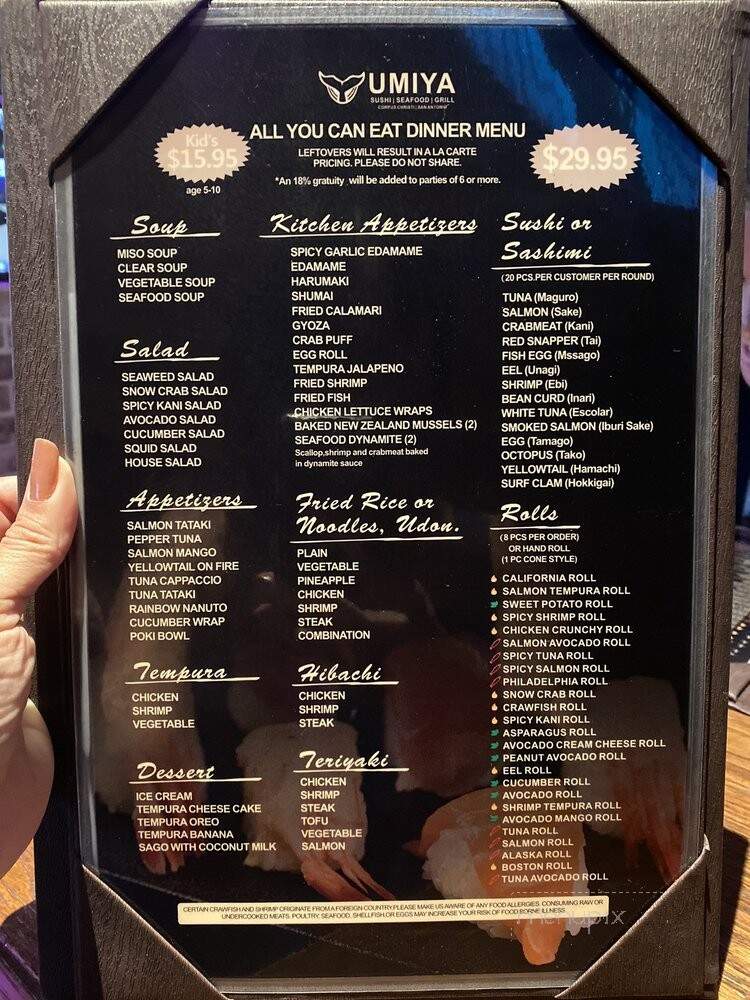 UMIYA
SUSHI | SEAFOOD | GRILL
CORPUS CHRISTI | SAN ANTONIO
ALL YOU CAN EAT DINNER MENU
Kid's
$15.95
age 5-10
LEFTOVERS WILL RESULT IN A LA CARTE
PRICING. PLEASE DO NOT SHARE.
*An 18% gratuity will be added to parties of 6 or more.
$29.95
Soup
MISO SOUP
CLEAR SOUP
VEGETABLE SOUP
SEAFOOD SOUP
Salad
SEAWEED SALAD
SNOW CRAB SALAD
SPICY KANI SALAD
AVOCADO SALAD
CUCUMBER SALAD
SQUID SALAD
HOUSE SALAD
Appetizers
SALMON TATAKI
PEPPER TUNA
SALMON MANGO
YELLOWTAIL ON FIRE
TUNA CAPPACCIO
TUNA TATAKI
RAINBOW NANUTO
CUCUMBER WRAP
POKI BOWL
Tempura
CHICKEN
SHRIMP
VEGETABLE
Dessert
ICE CREAM
TEMPURA CHEESE CAKE
TEMPURA OREO
TEMPURA BANANA
SAGO WITH COCONUT MILK
Kitchen Appetizers
SPICY GARLIC EDAMAME
EDAMAME
HARUMAKI
SHUMAI
FRIED CALAMARI
GYOZA
CRAB PUFF
EGG ROLL
TEMPURA JALAPENO
FRIED SHRIMP
FRIED FISH
CHICKEN LETTUCE WRAPS
BAKED NEW ZEALAND MUSSELS (2)
SEAFOOD DYNAMITE (2)
Scallop,shrimp and crabmeat baked
in dynamite sauce
Fried Rice or
Noodles, Udon.
PLAIN
VEGETABLE
PINEAPPLE
CHICKEN
SHRIMP
STEAK
COMBINATION
Hibachi
CHICKEN
SHRIMP
STEAK
Teriyaki
CHICKEN
SHRIMP
STEAK
TOFU
VEGETABLE
SALMON
Sushi or
Sashimi
(20 PCS.PER CUSTOMER PER ROUND)
TUNA (Maguro)
SALMON (Sake)
CRABMEAT (Kani)
RED SNAPPER (Tai)
FISH EGG (Mssago)
EEL (Unagi)
SHRIMP (Ebi)
BEAN CURD (Inari)
WHITE TUNA (Escolar)
SMOKED SALMON (Iburi Sake)
EGG (Tamago)
OCTOPUS (Tako)
YELLOWTAIL (Hamachi)
SURF CLAM (Hokkigai)
Rolls
(8 PCS PER ORDER)
OR HAND ROLL
(1 PC CONE STYLE)
CALIFORNIA ROLL
SALMON TEMPURA ROLL
SWEET POTATO ROLL
SPICY SHRIMP ROLL
CHICKEN CRUNCHY ROLL
SALMON AVOCADO ROLL
SPICY TUNA ROLL
SPICY SALMON ROLL
PHILADELPHIA ROLL
SNOW CRAB ROLL
CRAWFISH ROLL
SPICY KANI ROLL
ASPARAGUS ROLL
AVOCADO CREAM CHEESE ROLL
PEANUT AVOCADO ROLL
EEL ROLL
CUCUMBER ROLL
AVOCADO ROLL
SHRIMP TEMPURA ROLL
AVOCADO MANGO ROLL
TUNA ROLL
SALMON ROLL
ALASKA ROLL
BOSTON ROLL
TUNA AVOCADO ROLL
CERTAIN CRAWFISH AND SHRIMP ORIGINATE FROM A FOREIGN COUNTRY.PLEASE MAKE US AWARE OF ANY FOOD ALLERGIES. CONSUMING RAW OR
UNDERCOOKED MEATS, POULTRY, SEAFOOD, SHELLFISH,OR EGGS MAY INCREASE YOUR RISK OF FOOD BORNE ILLNESS.